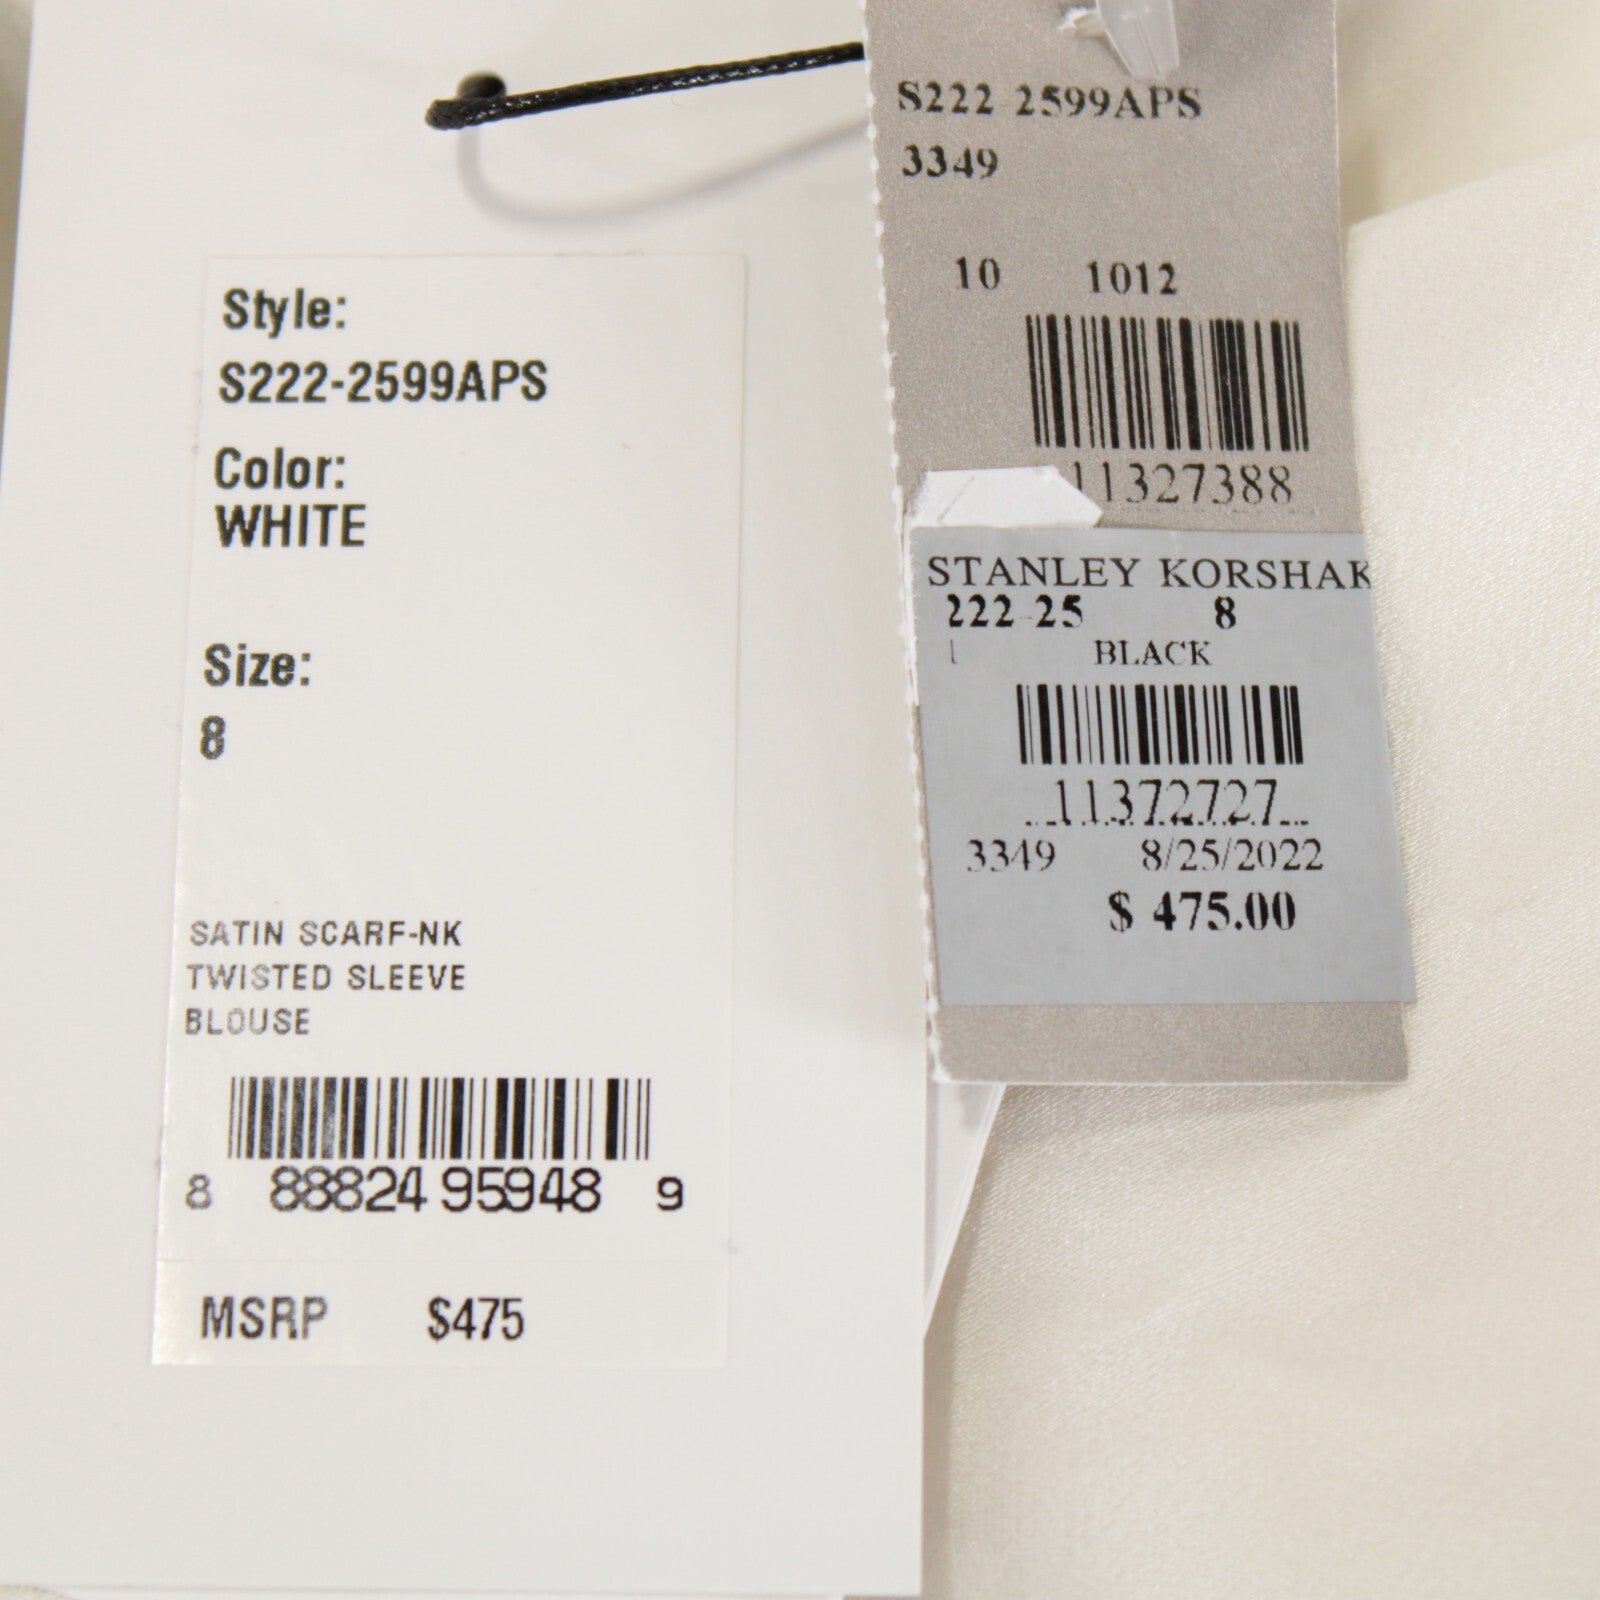 Style:
S222-2599APS
Color:
WHITE
Size:
8
SATIN SCARF-NK
TWISTED SLEEVE
BLOUSE
8 88824 95948 9
MSRP $475
S222 2599APS
3349
10 1012
11327388
STANLEY KORSHAK
222-25 8
BLACK
11372727
3349 8/25/2022
$ 475.00